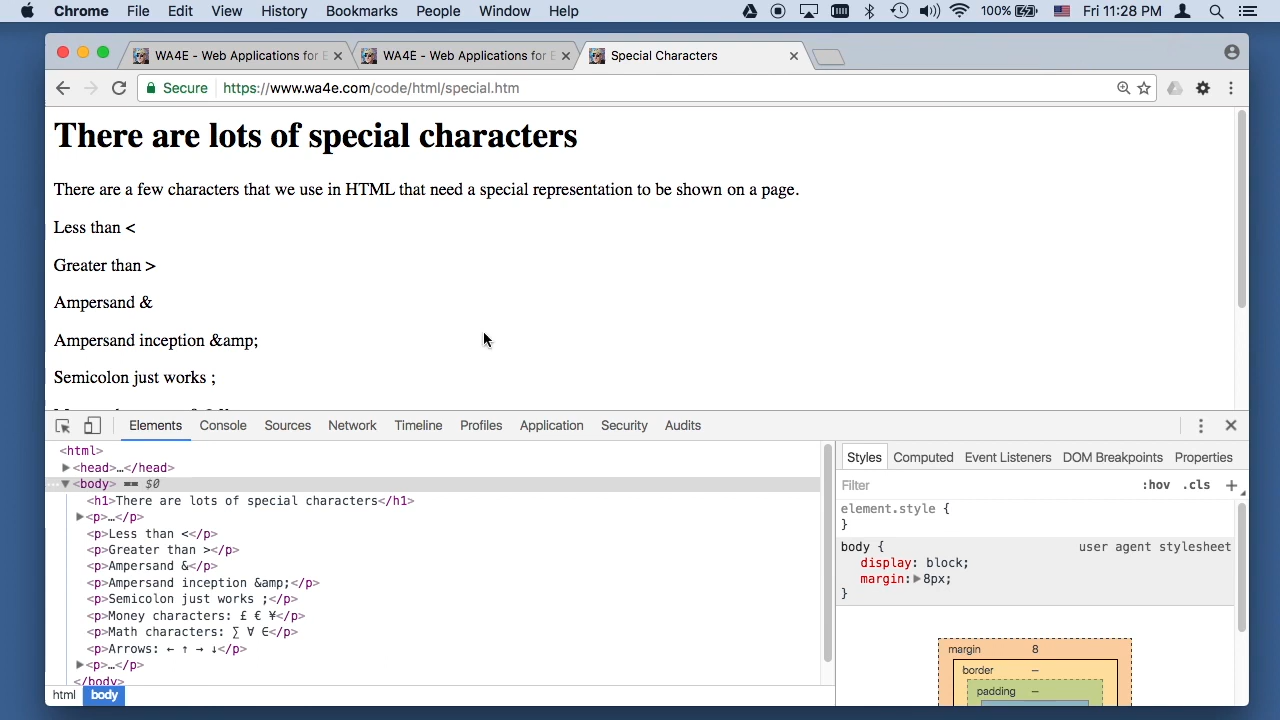 Chrome File Edit View History Bookmarks People Window Help 100% Fri 11:28 PM
WA4E - Web Applications for E WA4E - Web Applications for E Special Characters
Secure https://www.wa4e.com/code/html/special.htm
There are lots of special characters
There are a few characters that we use in HTML that need a special representation to be shown on a page.
Less than <
Greater than >
Ampersand &
Ampersand inception &amp;
Semicolon just works ;
Elements Console Sources Network Timeline Profiles Application Security Audits
<html>
<head>…</head>
<body> == $0
<h1>There are lots of special characters</h1>
<p>…</p>
<p>Less than <</p>
<p>Greater than ></p>
<p>Ampersand &</p>
<p>Ampersand inception &amp;</p>
<p>Semicolon just works ;</p>
<p>Money characters: £ € ¥</p>
<p>Math characters: ∑ ∀ ∈</p>
<p>Arrows: ← ↑ → ↓</p>
<p>…</p>
</body>
html body
Styles Computed Event Listeners DOM Breakpoints Properties
Filter :hov .cls +
element.style {
}
body { user agent stylesheet
display: block;
margin: 8px;
}
margin 8
border –
padding –